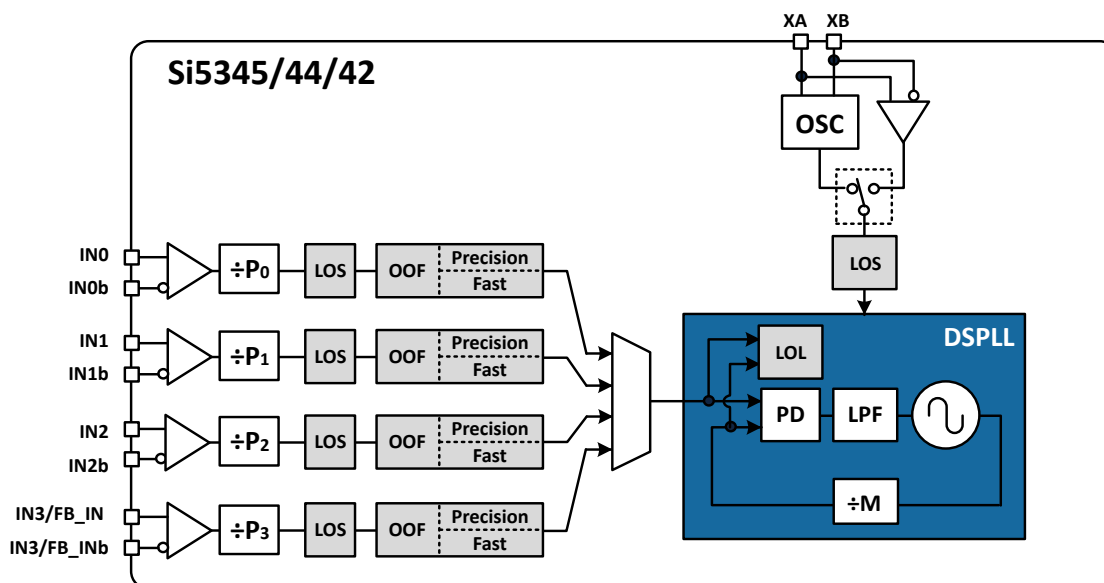 XA XB
Si5345/44/42
OSC
LOS
IN0
IN0b
÷P0
LOS
OOF
Precision
Fast
IN1
IN1b
÷P1
LOS
OOF
Precision
Fast
IN2
IN2b
÷P2
LOS
OOF
Precision
Fast
IN3/FB_IN
IN3/FB_INb
÷P3
LOS
OOF
Precision
Fast
DSPLL
LOL
PD
LPF
÷M